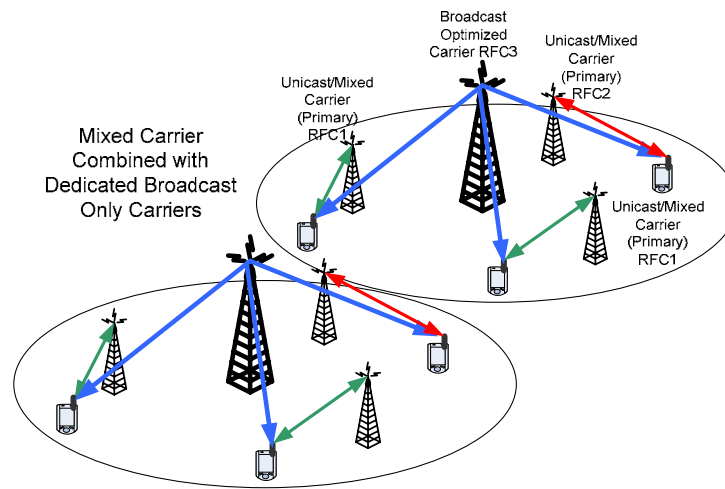 Broadcast
Optimized
Carrier RFC3
Unicast/Mixed
Carrier
(Primary)
RFC2
Unicast/Mixed
Carrier
(Primary)
RFC1
Mixed Carrier
Combined with
Dedicated Broadcast
Only Carriers
Unicast/Mixed
Carrier
(Primary)
RFC1